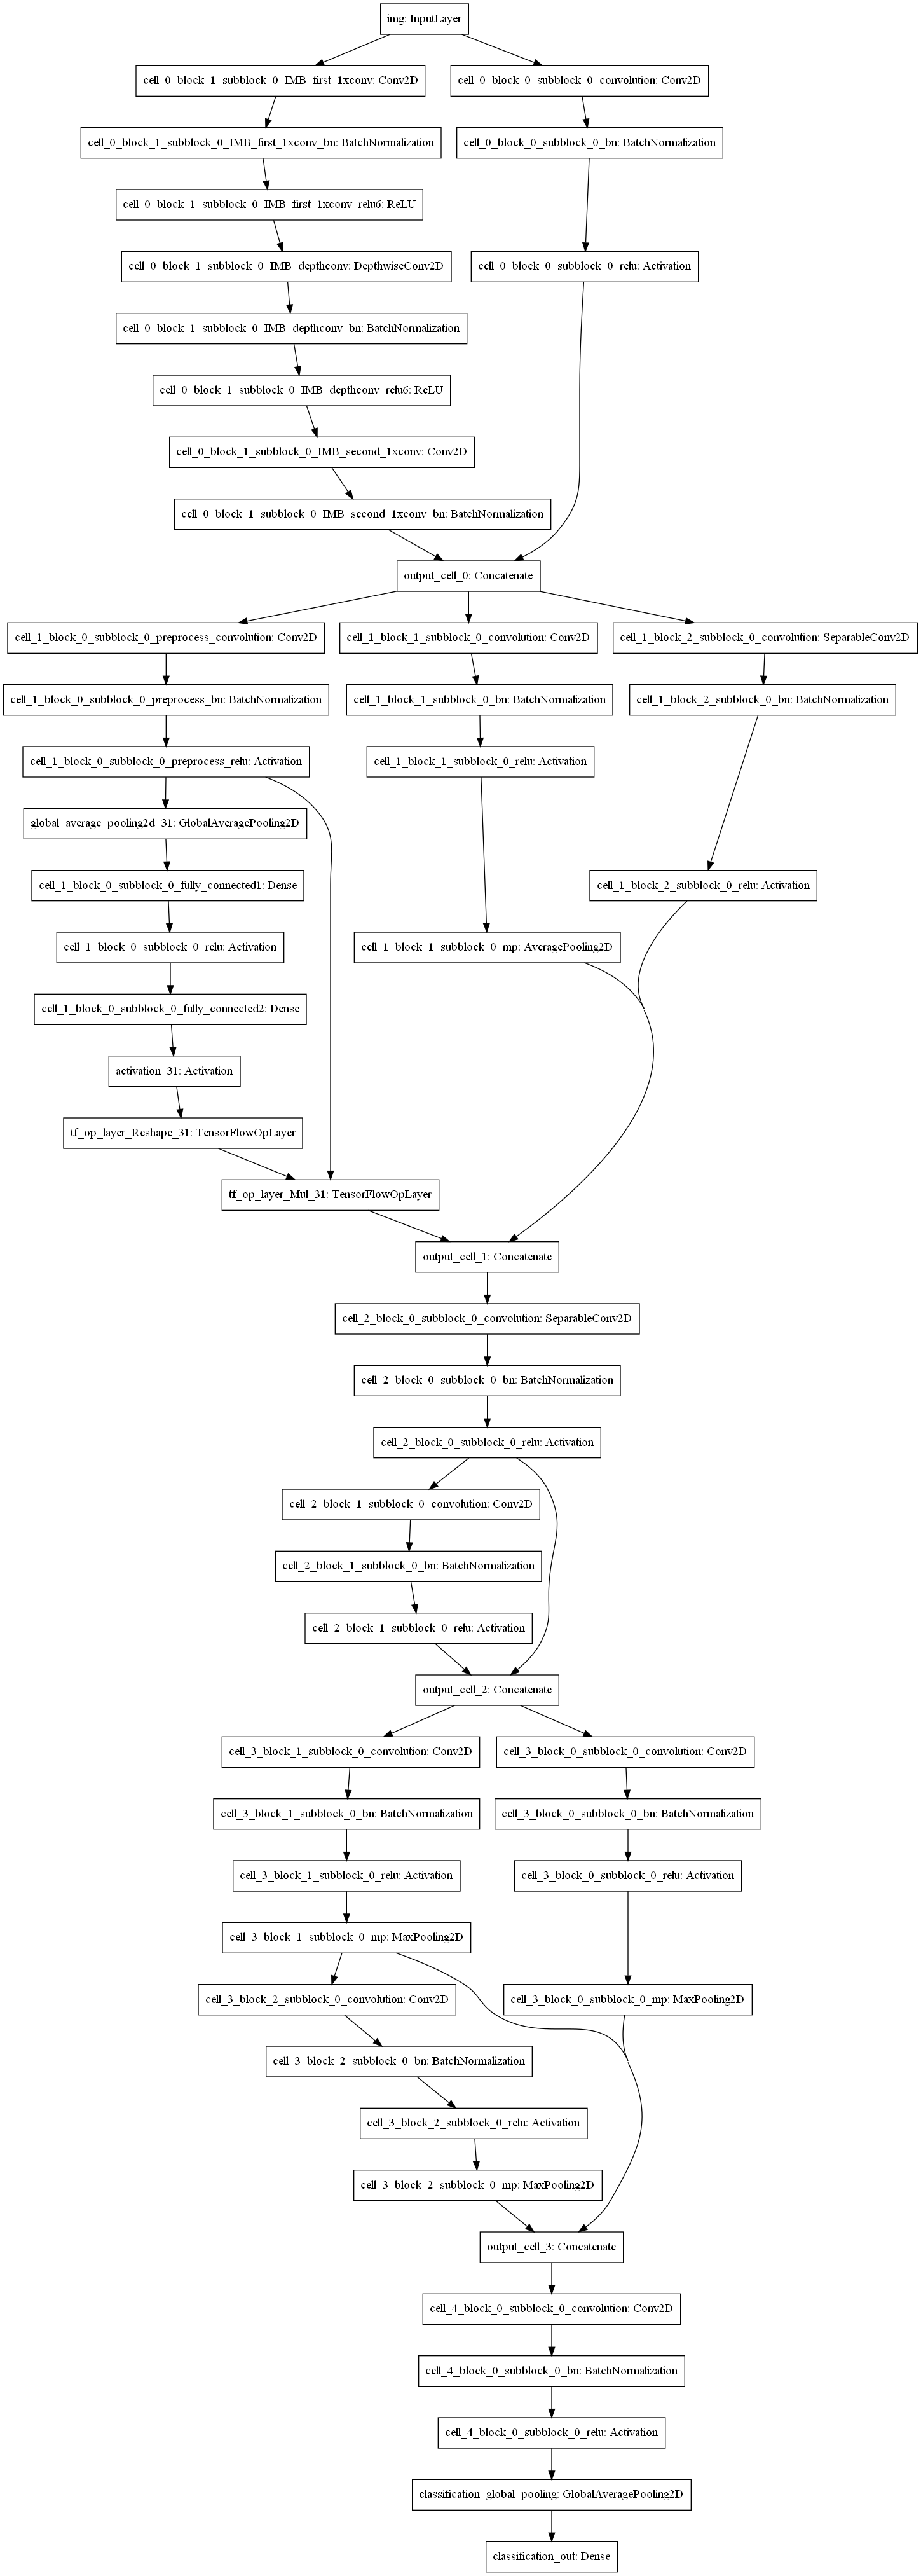 img: InputLayer
cell_0_block_1_subblock_0_IMB_first_1xconv: Conv2D
cell_0_block_0_subblock_0_convolution: Conv2D
cell_0_block_1_subblock_0_IMB_first_1xconv_bn: BatchNormalization
cell_0_block_0_subblock_0_bn: BatchNormalization
cell_0_block_1_subblock_0_IMB_first_1xconv_relu6: ReLU
cell_0_block_1_subblock_0_IMB_depthconv: DepthwiseConv2D
cell_0_block_0_subblock_0_relu: Activation
cell_0_block_1_subblock_0_IMB_depthconv_bn: BatchNormalization
cell_0_block_1_subblock_0_IMB_depthconv_relu6: ReLU
cell_0_block_1_subblock_0_IMB_second_1xconv: Conv2D
cell_0_block_1_subblock_0_IMB_second_1xconv_bn: BatchNormalization
output_cell_0: Concatenate
cell_1_block_0_subblock_0_preprocess_convolution: Conv2D
cell_1_block_1_subblock_0_convolution: Conv2D
cell_1_block_2_subblock_0_convolution: SeparableConv2D
cell_1_block_0_subblock_0_preprocess_bn: BatchNormalization
cell_1_block_1_subblock_0_bn: BatchNormalization
cell_1_block_2_subblock_0_bn: BatchNormalization
cell_1_block_0_subblock_0_preprocess_relu: Activation
cell_1_block_1_subblock_0_relu: Activation
global_average_pooling2d_31: GlobalAveragePooling2D
cell_1_block_0_subblock_0_fully_connected1: Dense
cell_1_block_2_subblock_0_relu: Activation
cell_1_block_0_subblock_0_relu: Activation
cell_1_block_1_subblock_0_mp: AveragePooling2D
cell_1_block_0_subblock_0_fully_connected2: Dense
activation_31: Activation
tf_op_layer_Reshape_31: TensorFlowOpLayer
tf_op_layer_Mul_31: TensorFlowOpLayer
output_cell_1: Concatenate
cell_2_block_0_subblock_0_convolution: SeparableConv2D
cell_2_block_0_subblock_0_bn: BatchNormalization
cell_2_block_0_subblock_0_relu: Activation
cell_2_block_1_subblock_0_convolution: Conv2D
cell_2_block_1_subblock_0_bn: BatchNormalization
cell_2_block_1_subblock_0_relu: Activation
output_cell_2: Concatenate
cell_3_block_1_subblock_0_convolution: Conv2D
cell_3_block_0_subblock_0_convolution: Conv2D
cell_3_block_1_subblock_0_bn: BatchNormalization
cell_3_block_0_subblock_0_bn: BatchNormalization
cell_3_block_1_subblock_0_relu: Activation
cell_3_block_0_subblock_0_relu: Activation
cell_3_block_1_subblock_0_mp: MaxPooling2D
cell_3_block_2_subblock_0_convolution: Conv2D
cell_3_block_0_subblock_0_mp: MaxPooling2D
cell_3_block_2_subblock_0_bn: BatchNormalization
cell_3_block_2_subblock_0_relu: Activation
cell_3_block_2_subblock_0_mp: MaxPooling2D
output_cell_3: Concatenate
cell_4_block_0_subblock_0_convolution: Conv2D
cell_4_block_0_subblock_0_bn: BatchNormalization
cell_4_block_0_subblock_0_relu: Activation
classification_global_pooling: GlobalAveragePooling2D
classification_out: Dense